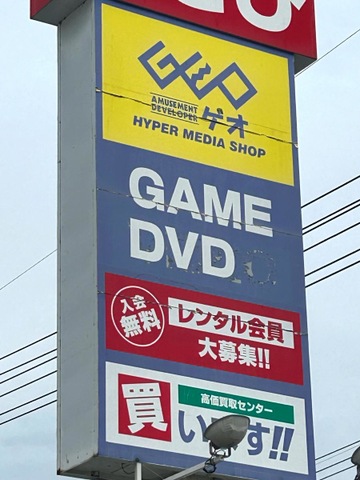 GEO
AMUSEMENT
DEVELOPER
ゲオ
HYPER MEDIA SHOP
GAME
DVD
入会
無料
レンタル会員
大募集!!
買
高価買取センター
います!!